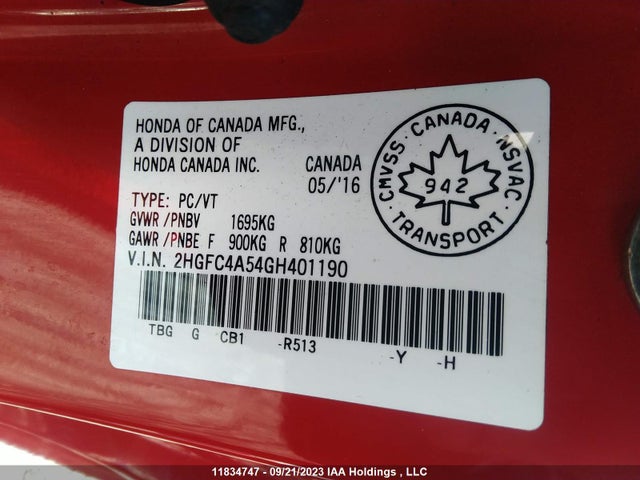 HONDA OF CANADA MFG.,
A DIVISION OF
HONDA CANADA INC.
CANADA
05/'16
TYPE: PC/VT
GVWR /PNBV 1695KG
GAWR /PNBE F 900KG R 810KG
V.I.N. 2HGFC4A54GH401190
TBG G CB1 -R513 -Y -H
CMVSS · CANADA · NSVAC
942
· TRANSPORT ·
11834747 - 09/21/2023 IAA Holdings , LLC